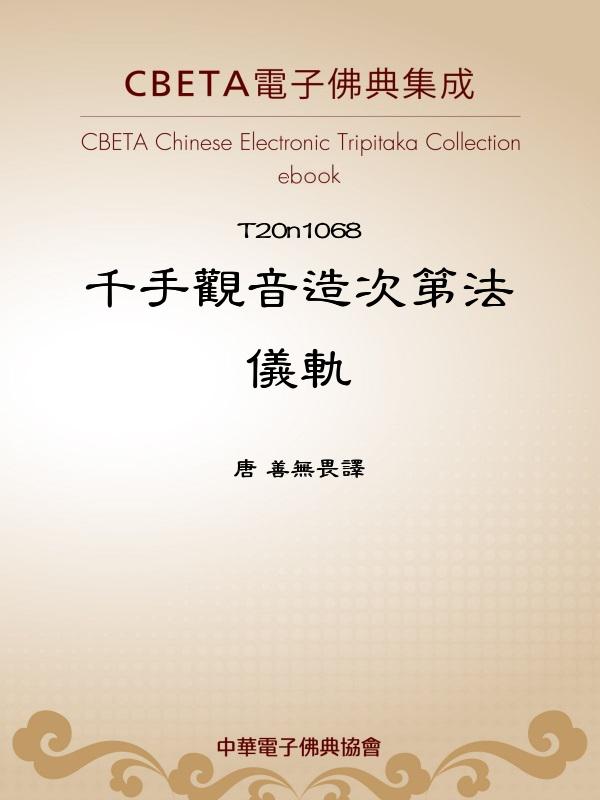 CBETA電子佛典集成
CBETA Chinese Electronic Tripitaka Collection
ebook
T20n1068
千手觀音造次第法
儀軌
唐 善無畏譯
中華電子佛典協會